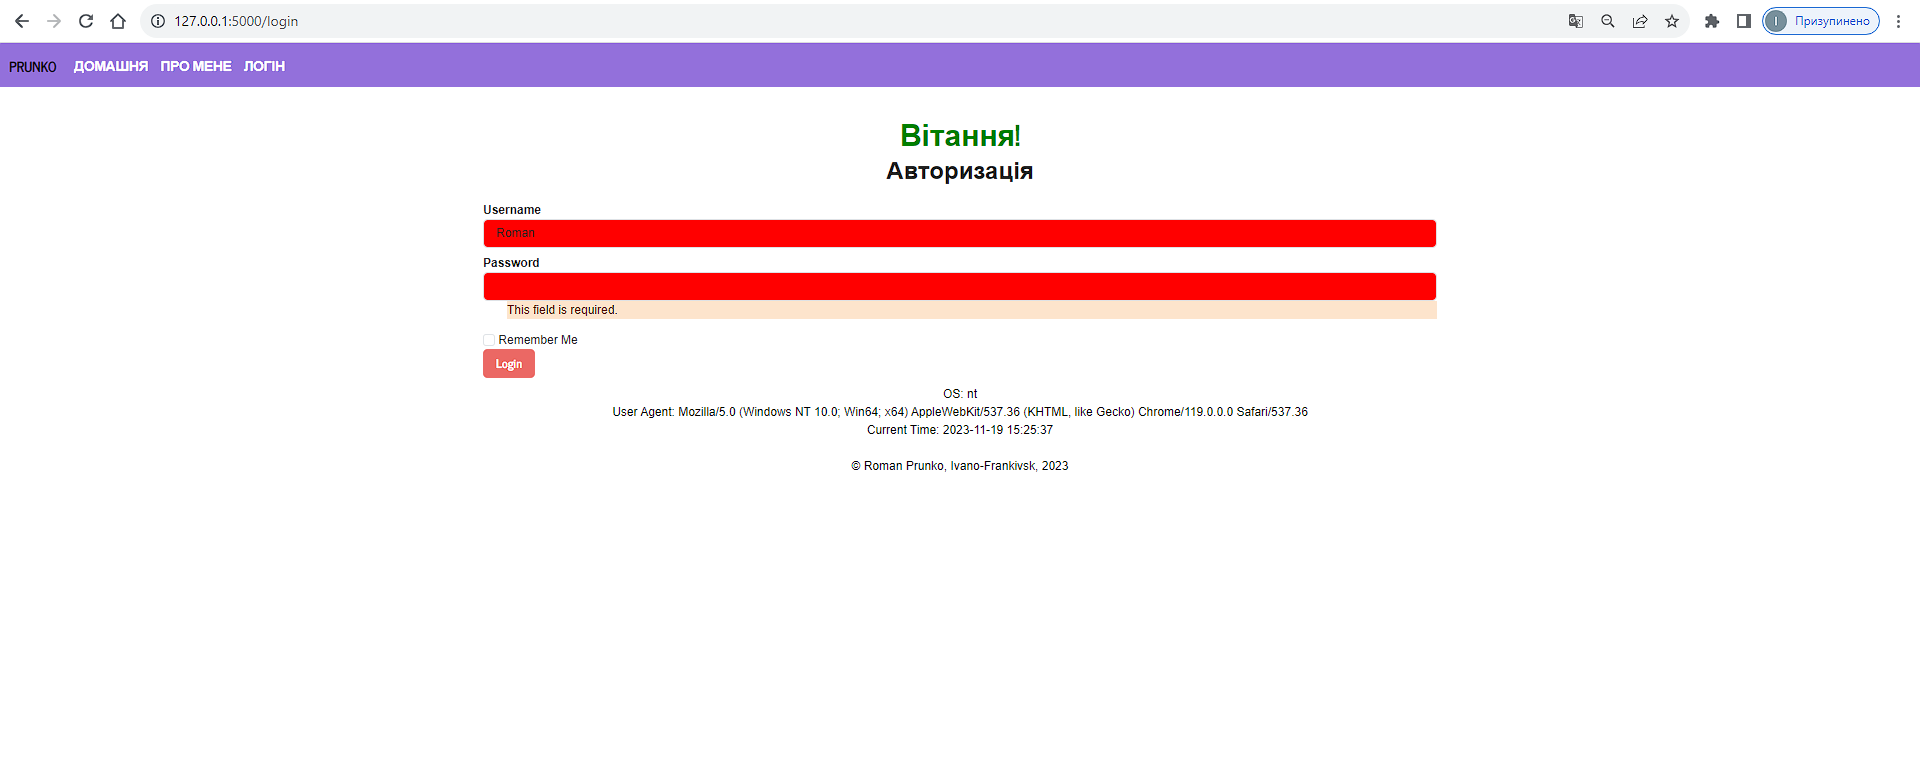 127.0.0.1:5000/login
І Призупинено
PRUNKO ДОМАШНЯ ПРО МЕНЕ ЛОГІН
Вітання!
Авторизація
Username
Roman
Password
This field is required.
Remember Me
Login
OS: nt
User Agent: Mozilla/5.0 (Windows NT 10.0; Win64; x64) AppleWebKit/537.36 (KHTML, like Gecko) Chrome/119.0.0.0 Safari/537.36
Current Time: 2023-11-19 15:25:37
© Roman Prunko, Ivano-Frankivsk, 2023